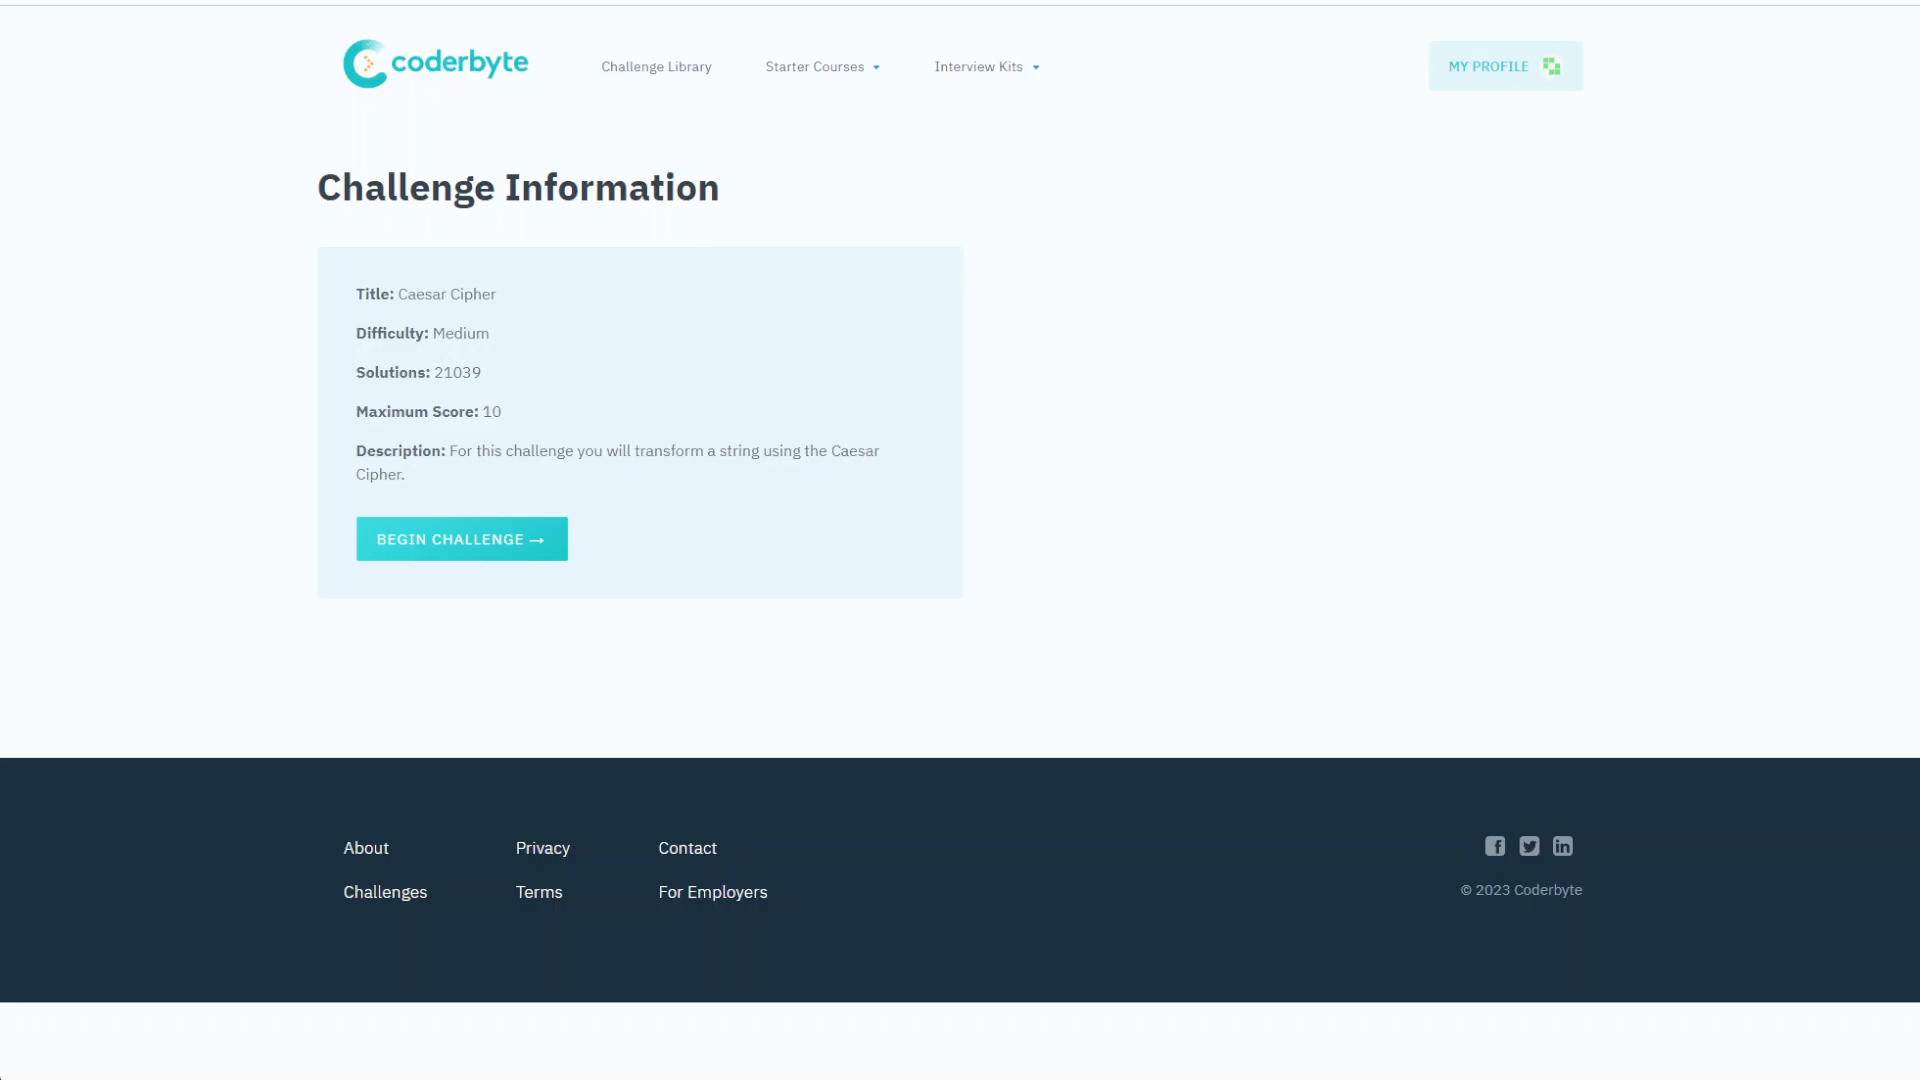 coderbyte
Challenge Library
Starter Courses
Interview Kits
MY PROFILE
Challenge Information
Title: Caesar Cipher
Difficulty: Medium
Solutions: 21039
Maximum Score: 10
Description: For this challenge you will transform a string using the Caesar
Cipher.
BEGIN CHALLENGE →
About
Privacy
Contact
Challenges
Terms
For Employers
© 2023 Coderbyte